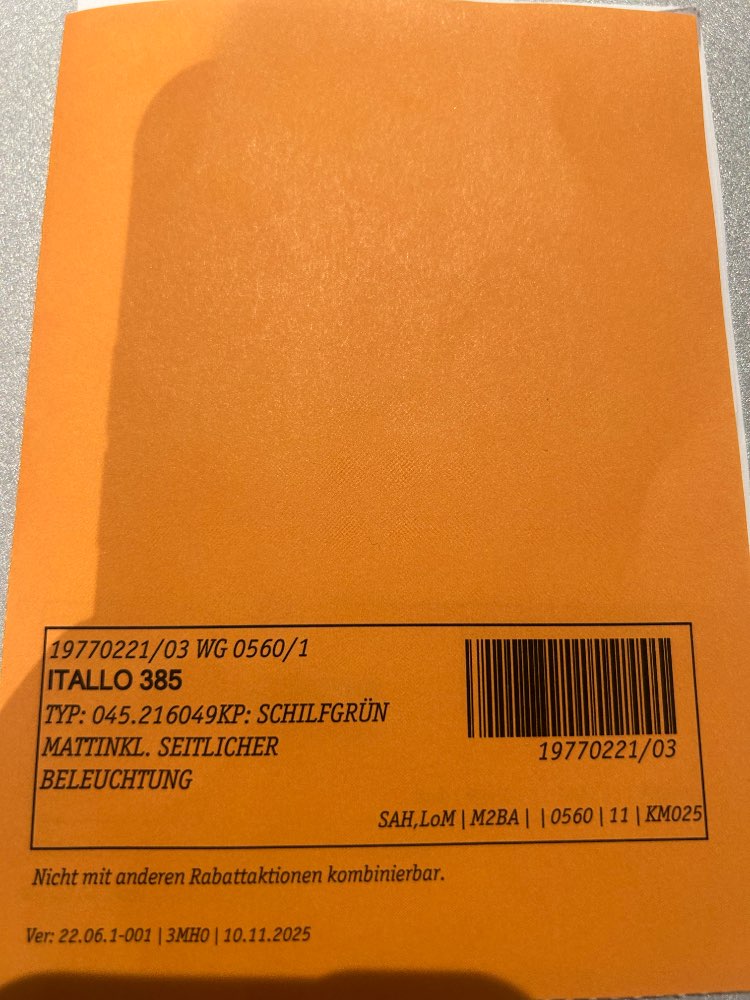 19770221/03 WG 0560/1
ITALLO 385
TYP: 045.216049KP: SCHILFGRÜN
MATTINKL. SEITLICHER
BELEUCHTUNG
19770221/03
SAH,LoM | M2BA | | 0560 | 11 | KM025
Nicht mit anderen Rabattaktionen kombinierbar.
Ver: 22.06.1-001 | 3MH0 | 10.11.2025